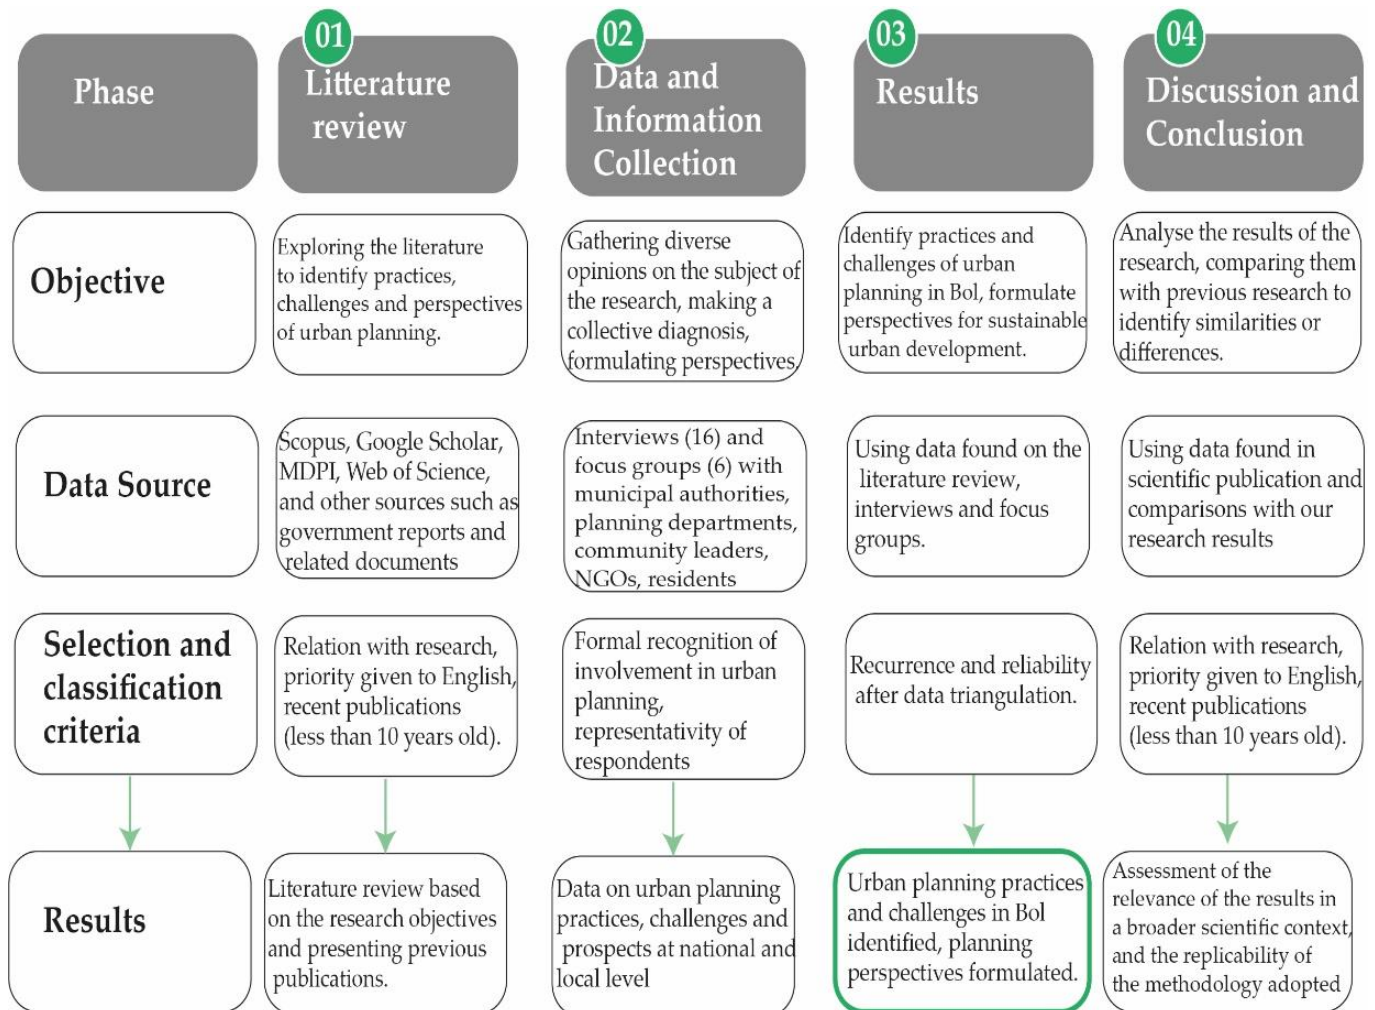 Phase
01
Litterature
review
02
Data and
Information
Collection
03
Results
04
Discussion and
Conclusion
Objective
Exploring the literature
to identify practices,
challenges and perspectives
of urban planning.
Gathering diverse
opinions on the subject of
the research, making a
collective diagnosis,
formulating perspectives.
Identify practices and
challenges of urban
planning in Bol, formulate
perspectives for sustainable
urban development.
Analyse the results of the
research, comparing them
with previous research to
identify similarities or
differences.
Data Source
Scopus, Google Scholar,
MDPI, Web of Science,
and other sources such as
government reports and
related documents
Interviews (16) and
focus groups (6) with
municipal authorities,
planning departments,
community leaders,
NGOs, residents
Using data found on the
literature review,
interviews and focus
groups.
Using data found in
scientific publication and
comparisons with our
research results
Selection and
classification
criteria
Relation with research,
priority given to English,
recent publications
(less than 10 years old).
Formal recognition of
involvement in urban
planning,
representativity of
respondents
Recurrence and reliability
after data triangulation.
Relation with research,
priority given to English,
recent publications
(less than 10 years old).
Results
Literature review based
on the research objectives
and presenting previous
publications.
Data on urban planning
practices, challenges and
prospects at national and
local level
Urban planning practices
and challenges in Bol
identified, planning
perspectives formulated.
Assessment of the
relevance of the results in
a broader scientific context,
and the replicability of
the methodology adopted